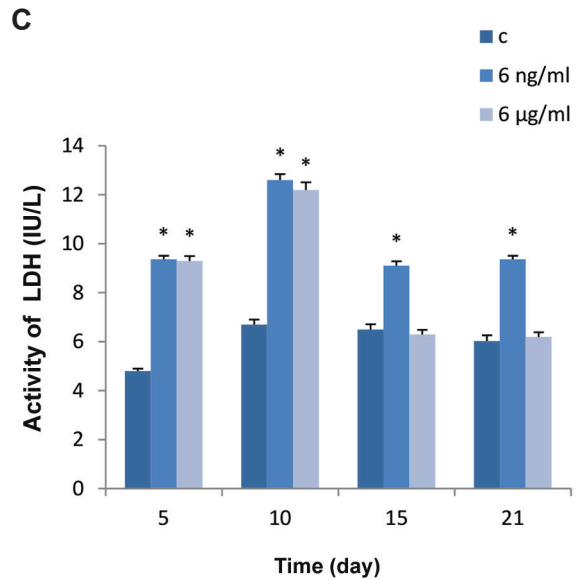 C
c
6 ng/ml
6 µg/ml
14
12
10
8
6
4
2
0
Activity of LDH (IU/L)
* * * * * *
5 10 15 21
Time (day)